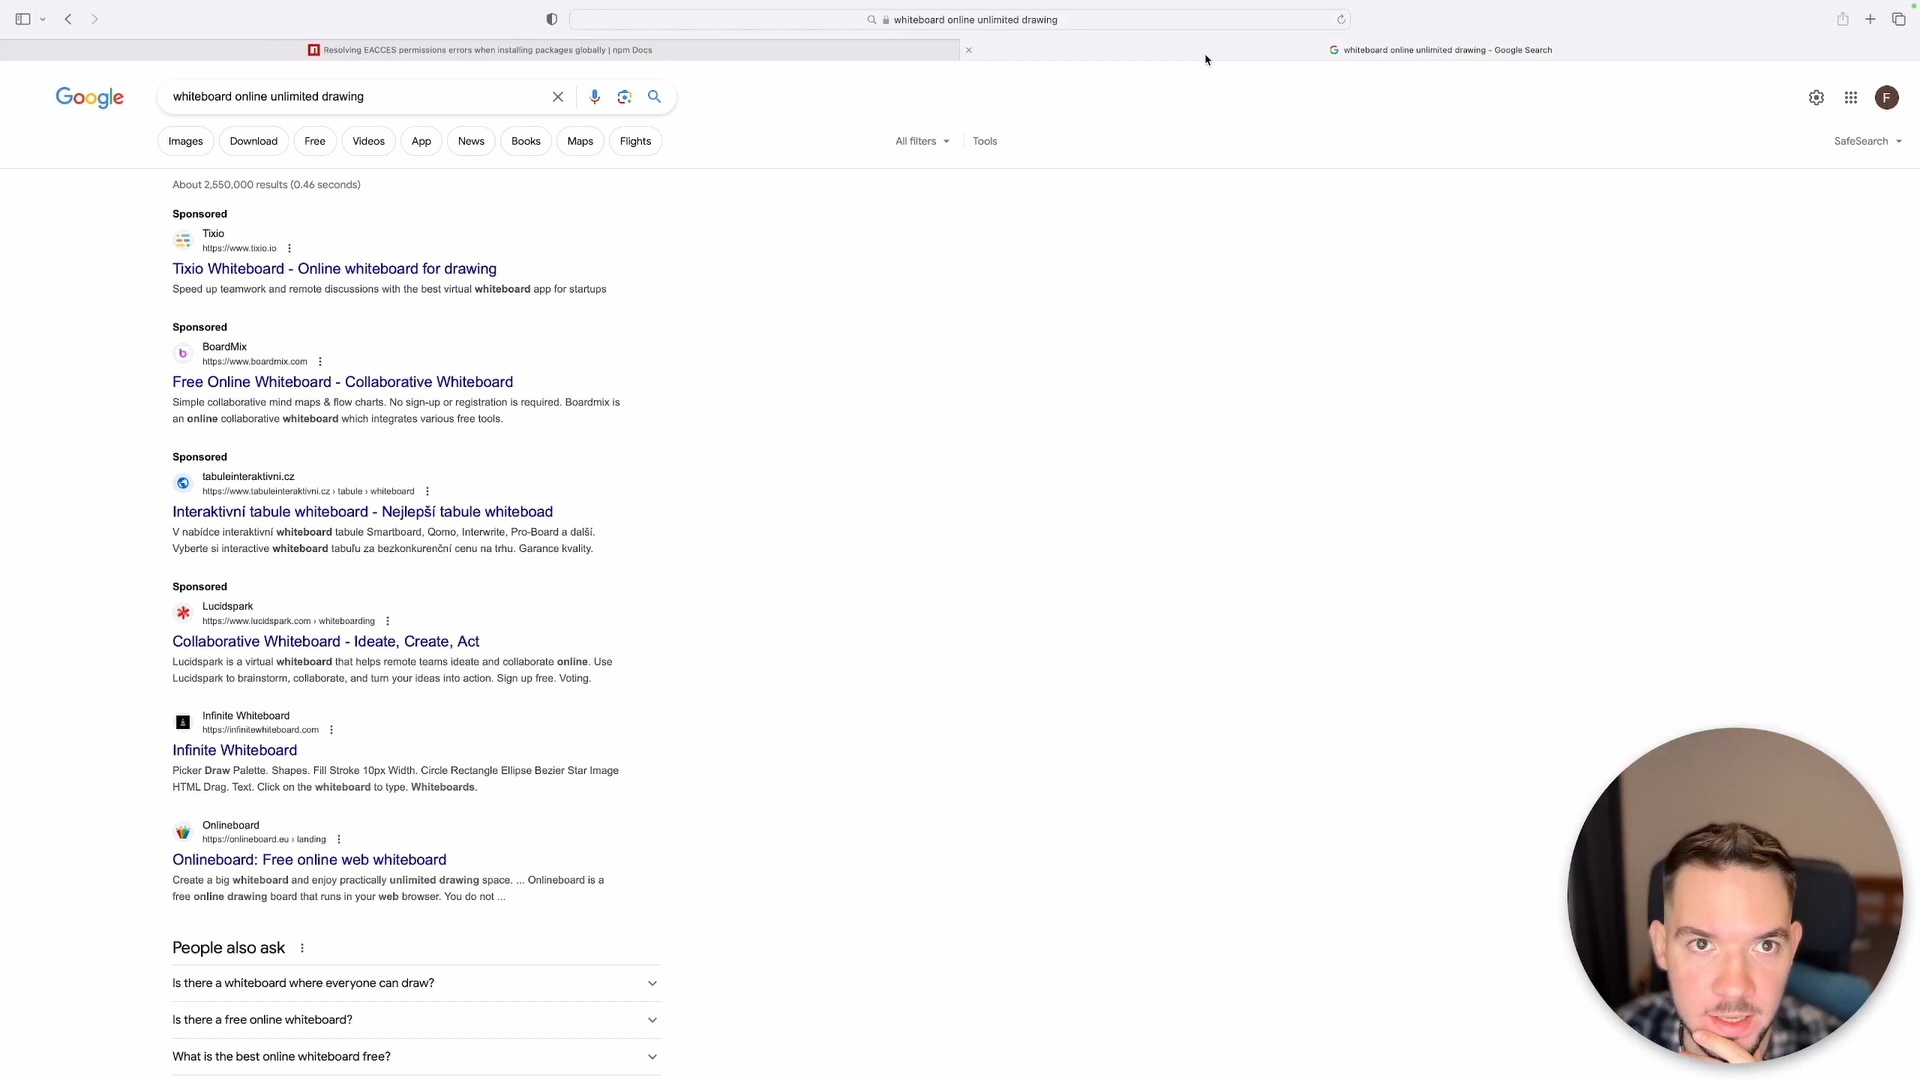 whiteboard online unlimited drawing
Resolving EACCES permissions errors when installing packages globally | npm Docs
whiteboard online unlimited drawing - Google Search
Google
whiteboard online unlimited drawing
F
Images
Download
Free
Videos
App
News
Books
Maps
Flights
All filters
Tools
SafeSearch
About 2,550,000 results (0.46 seconds)
Sponsored
Tixio
https://www.tixio.io
Tixio Whiteboard - Online whiteboard for drawing
Speed up teamwork and remote discussions with the best virtual whiteboard app for startups
Sponsored
BoardMix
https://www.boardmix.com
Free Online Whiteboard - Collaborative Whiteboard
Simple collaborative mind maps & flow charts. No sign-up or registration is required. Boardmix is
an online collaborative whiteboard which integrates various free tools.
Sponsored
tabuleinteraktivni.cz
https://www.tabuleinteraktivni.cz › tabule › whiteboard
Interaktivní tabule whiteboard - Nejlepší tabule whiteboad
V nabídce interaktivní whiteboard tabule Smartboard, Qomo, Interwrite, Pro-Board a další.
Vyberte si interactive whiteboard tabuľu za bezkonkurenční cenu na trhu. Garance kvality.
Sponsored
Lucidspark
https://www.lucidspark.com › whiteboarding
Collaborative Whiteboard - Ideate, Create, Act
Lucidspark is a virtual whiteboard that helps remote teams ideate and collaborate online. Use
Lucidspark to brainstorm, collaborate, and turn your ideas into action. Sign up free. Voting.
Infinite Whiteboard
https://infinitewhiteboard.com
Infinite Whiteboard
Picker Draw Palette. Shapes. Fill Stroke 10px Width. Circle Rectangle Ellipse Bezier Star Image
HTML Drag. Text. Click on the whiteboard to type. Whiteboards.
Onlineboard
https://onlineboard.eu › landing
Onlineboard: Free online web whiteboard
Create a big whiteboard and enjoy practically unlimited drawing space. ... Onlineboard is a
free online drawing board that runs in your web browser. You do not ...
People also ask
Is there a whiteboard where everyone can draw?
Is there a free online whiteboard?
What is the best online whiteboard free?